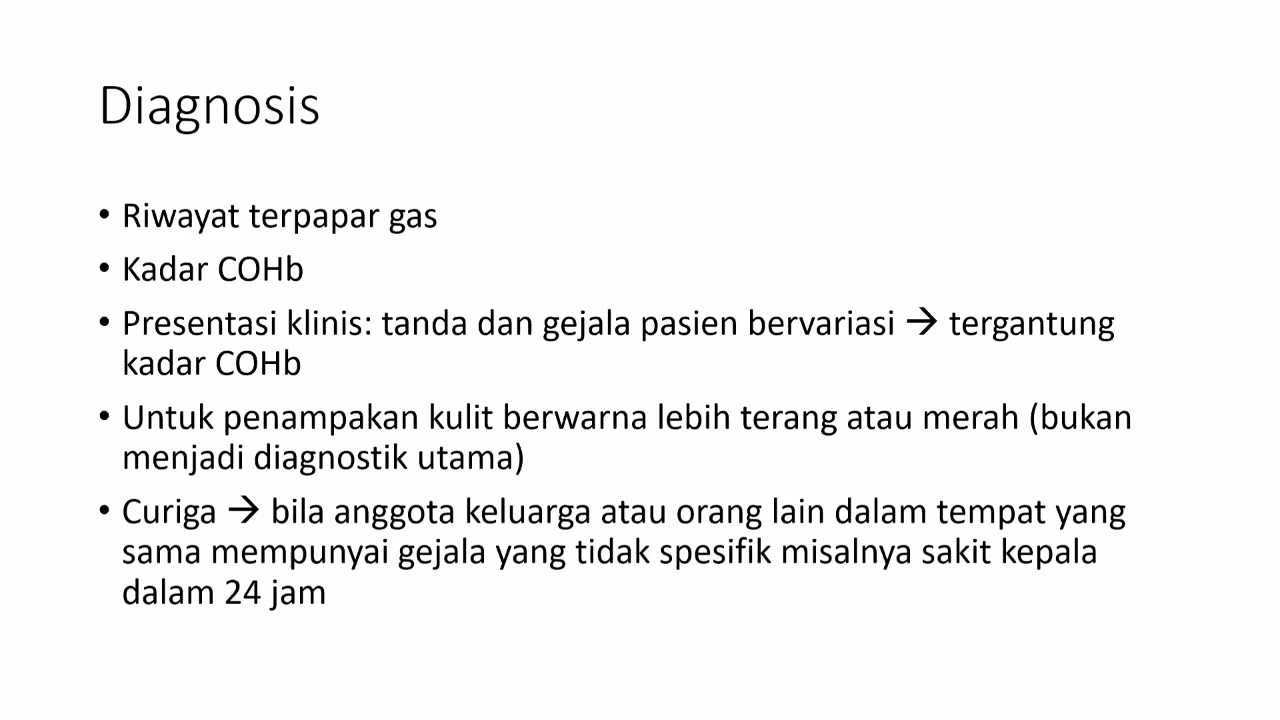 Diagnosis
• Riwayat terpapar gas
• Kadar COHb
• Presentasi klinis: tanda dan gejala pasien bervariasi → tergantung
kadar COHb
• Untuk penampakan kulit berwarna lebih terang atau merah (bukan
menjadi diagnostik utama)
• Curiga → bila anggota keluarga atau orang lain dalam tempat yang
sama mempunyai gejala yang tidak spesifik misalnya sakit kepala
dalam 24 jam